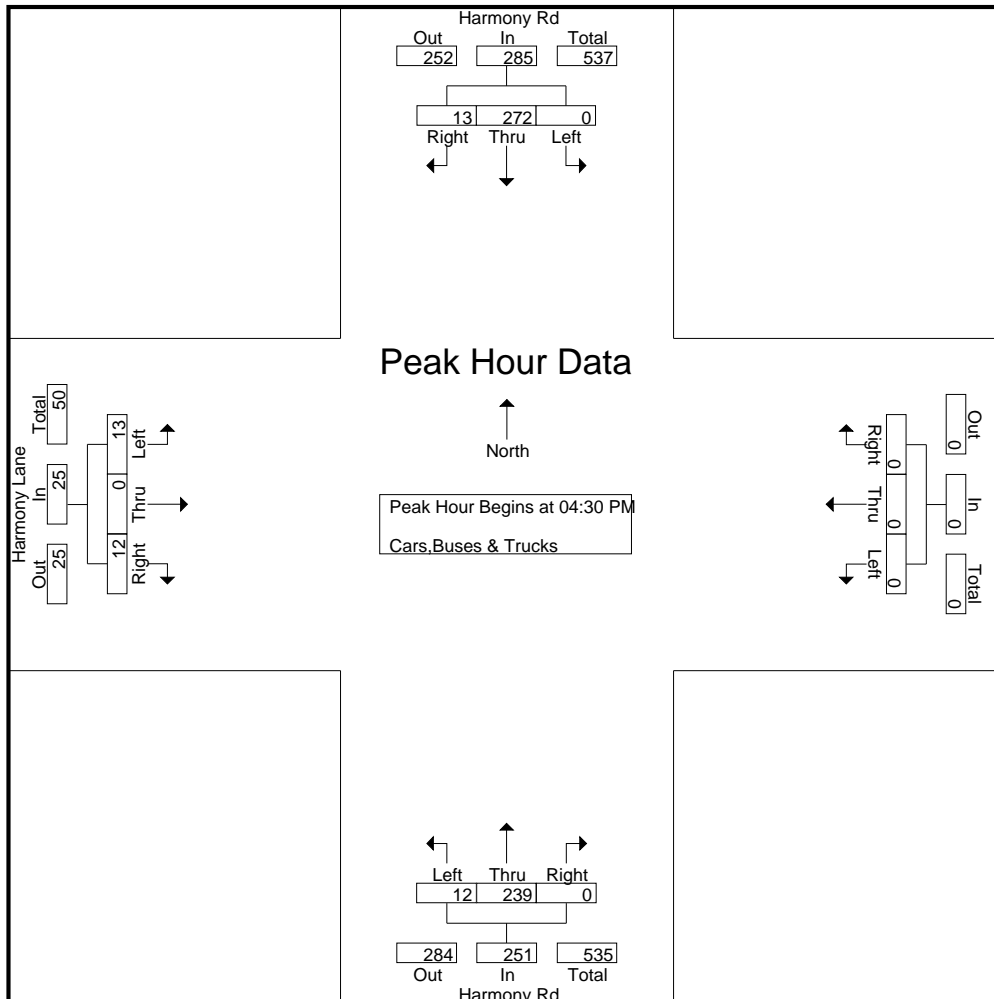 Harmony Rd
Out In Total
252 285 537
13 272 0
Right Thru Left
Peak Hour Data
North
Peak Hour Begins at 04:30 PM
Cars,Buses & Trucks
Harmony Lane
Out In Total
25 25 50
12 0 13
Right Thru Left
Right Thru Left
0 0 0
0 0 0
Out In Total
Left Thru Right
12 239 0
284 251 535
Out In Total
Harmony Rd